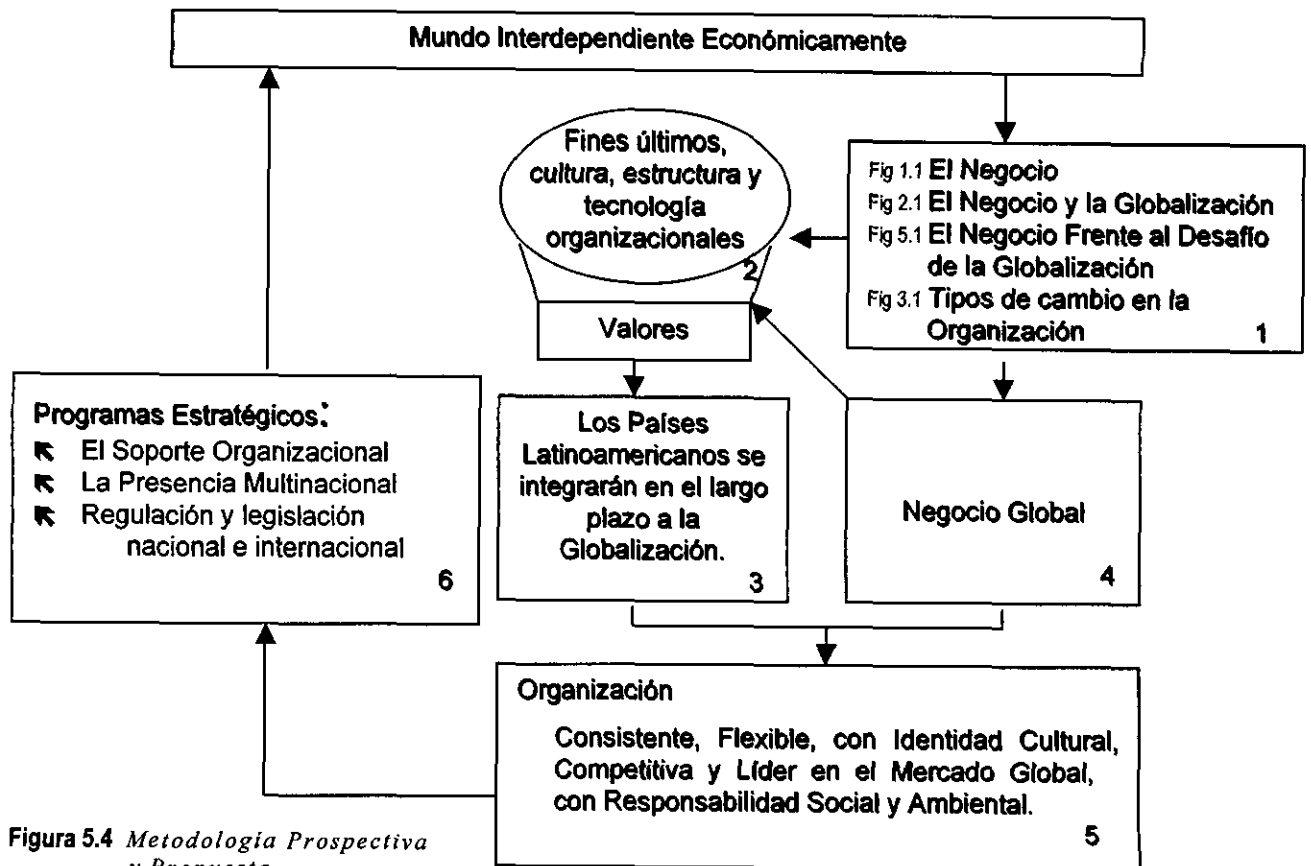 Mundo Interdependiente Económicamente
Fines últimos,
cultura, estructura y
tecnología
organizacionales
2
Valores
Fig 1.1 El Negocio
Fig 2.1 El Negocio y la Globalización
Fig 5.1 El Negocio Frente al Desafío
de la Globalización
Fig 3.1 Tipos de cambio en la
Organización
1
Los Países
Latinoamericanos se
integrarán en el largo
plazo a la
Globalización.
3
Negocio Global
4
Organización
Consistente, Flexible, con Identidad Cultural,
Competitiva y Líder en el Mercado Global,
con Responsabilidad Social y Ambiental.
5
Programas Estratégicos:
El Soporte Organizacional
La Presencia Multinacional
Regulación y legislación
nacional e internacional
6
Figura 5.4 Metodología Prospectiva
y Propuesta